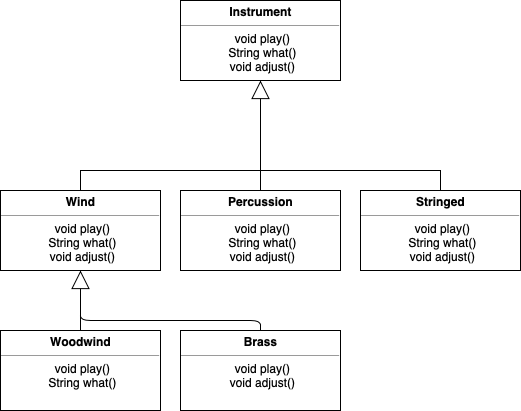 Instrument
void play()
String what()
void adjust()
Wind
void play()
String what()
void adjust()
Percussion
void play()
String what()
void adjust()
Stringed
void play()
String what()
void adjust()
Woodwind
void play()
String what()
Brass
void play()
void adjust()